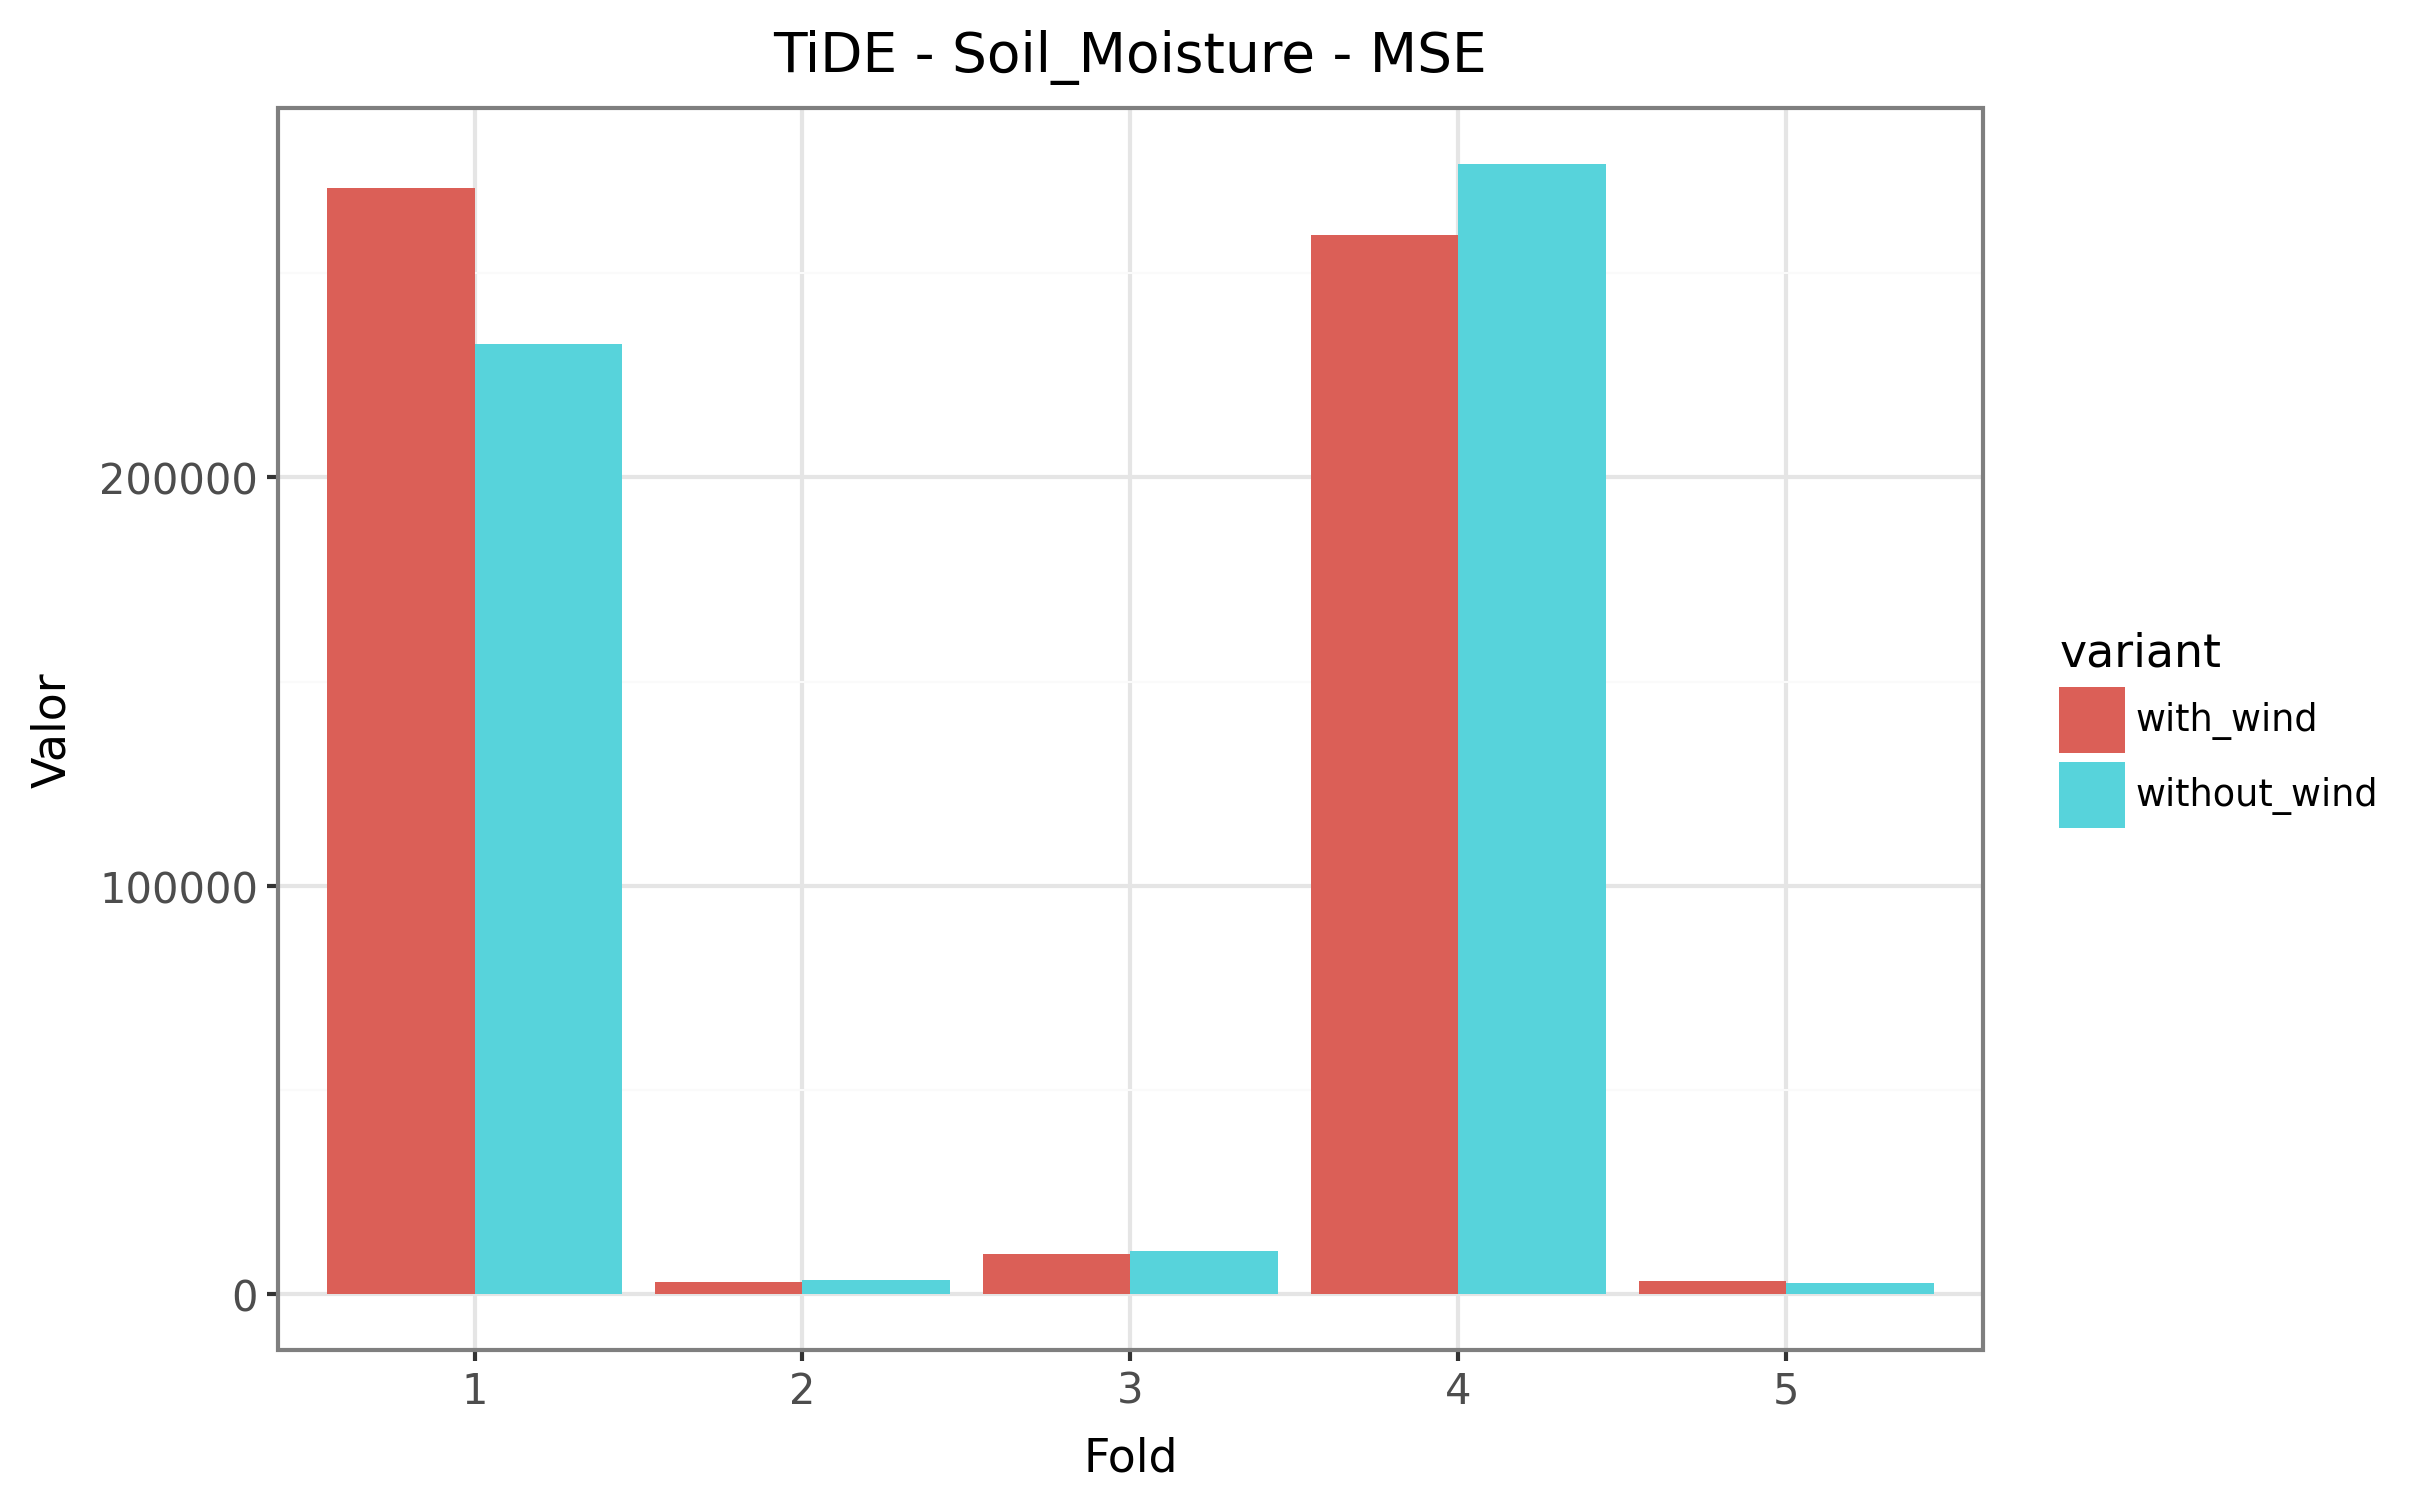 TiDE - Soil_Moisture - MSE
Valor
200000
100000
0
1 2 3 4 5
Fold
variant
with_wind
without_wind